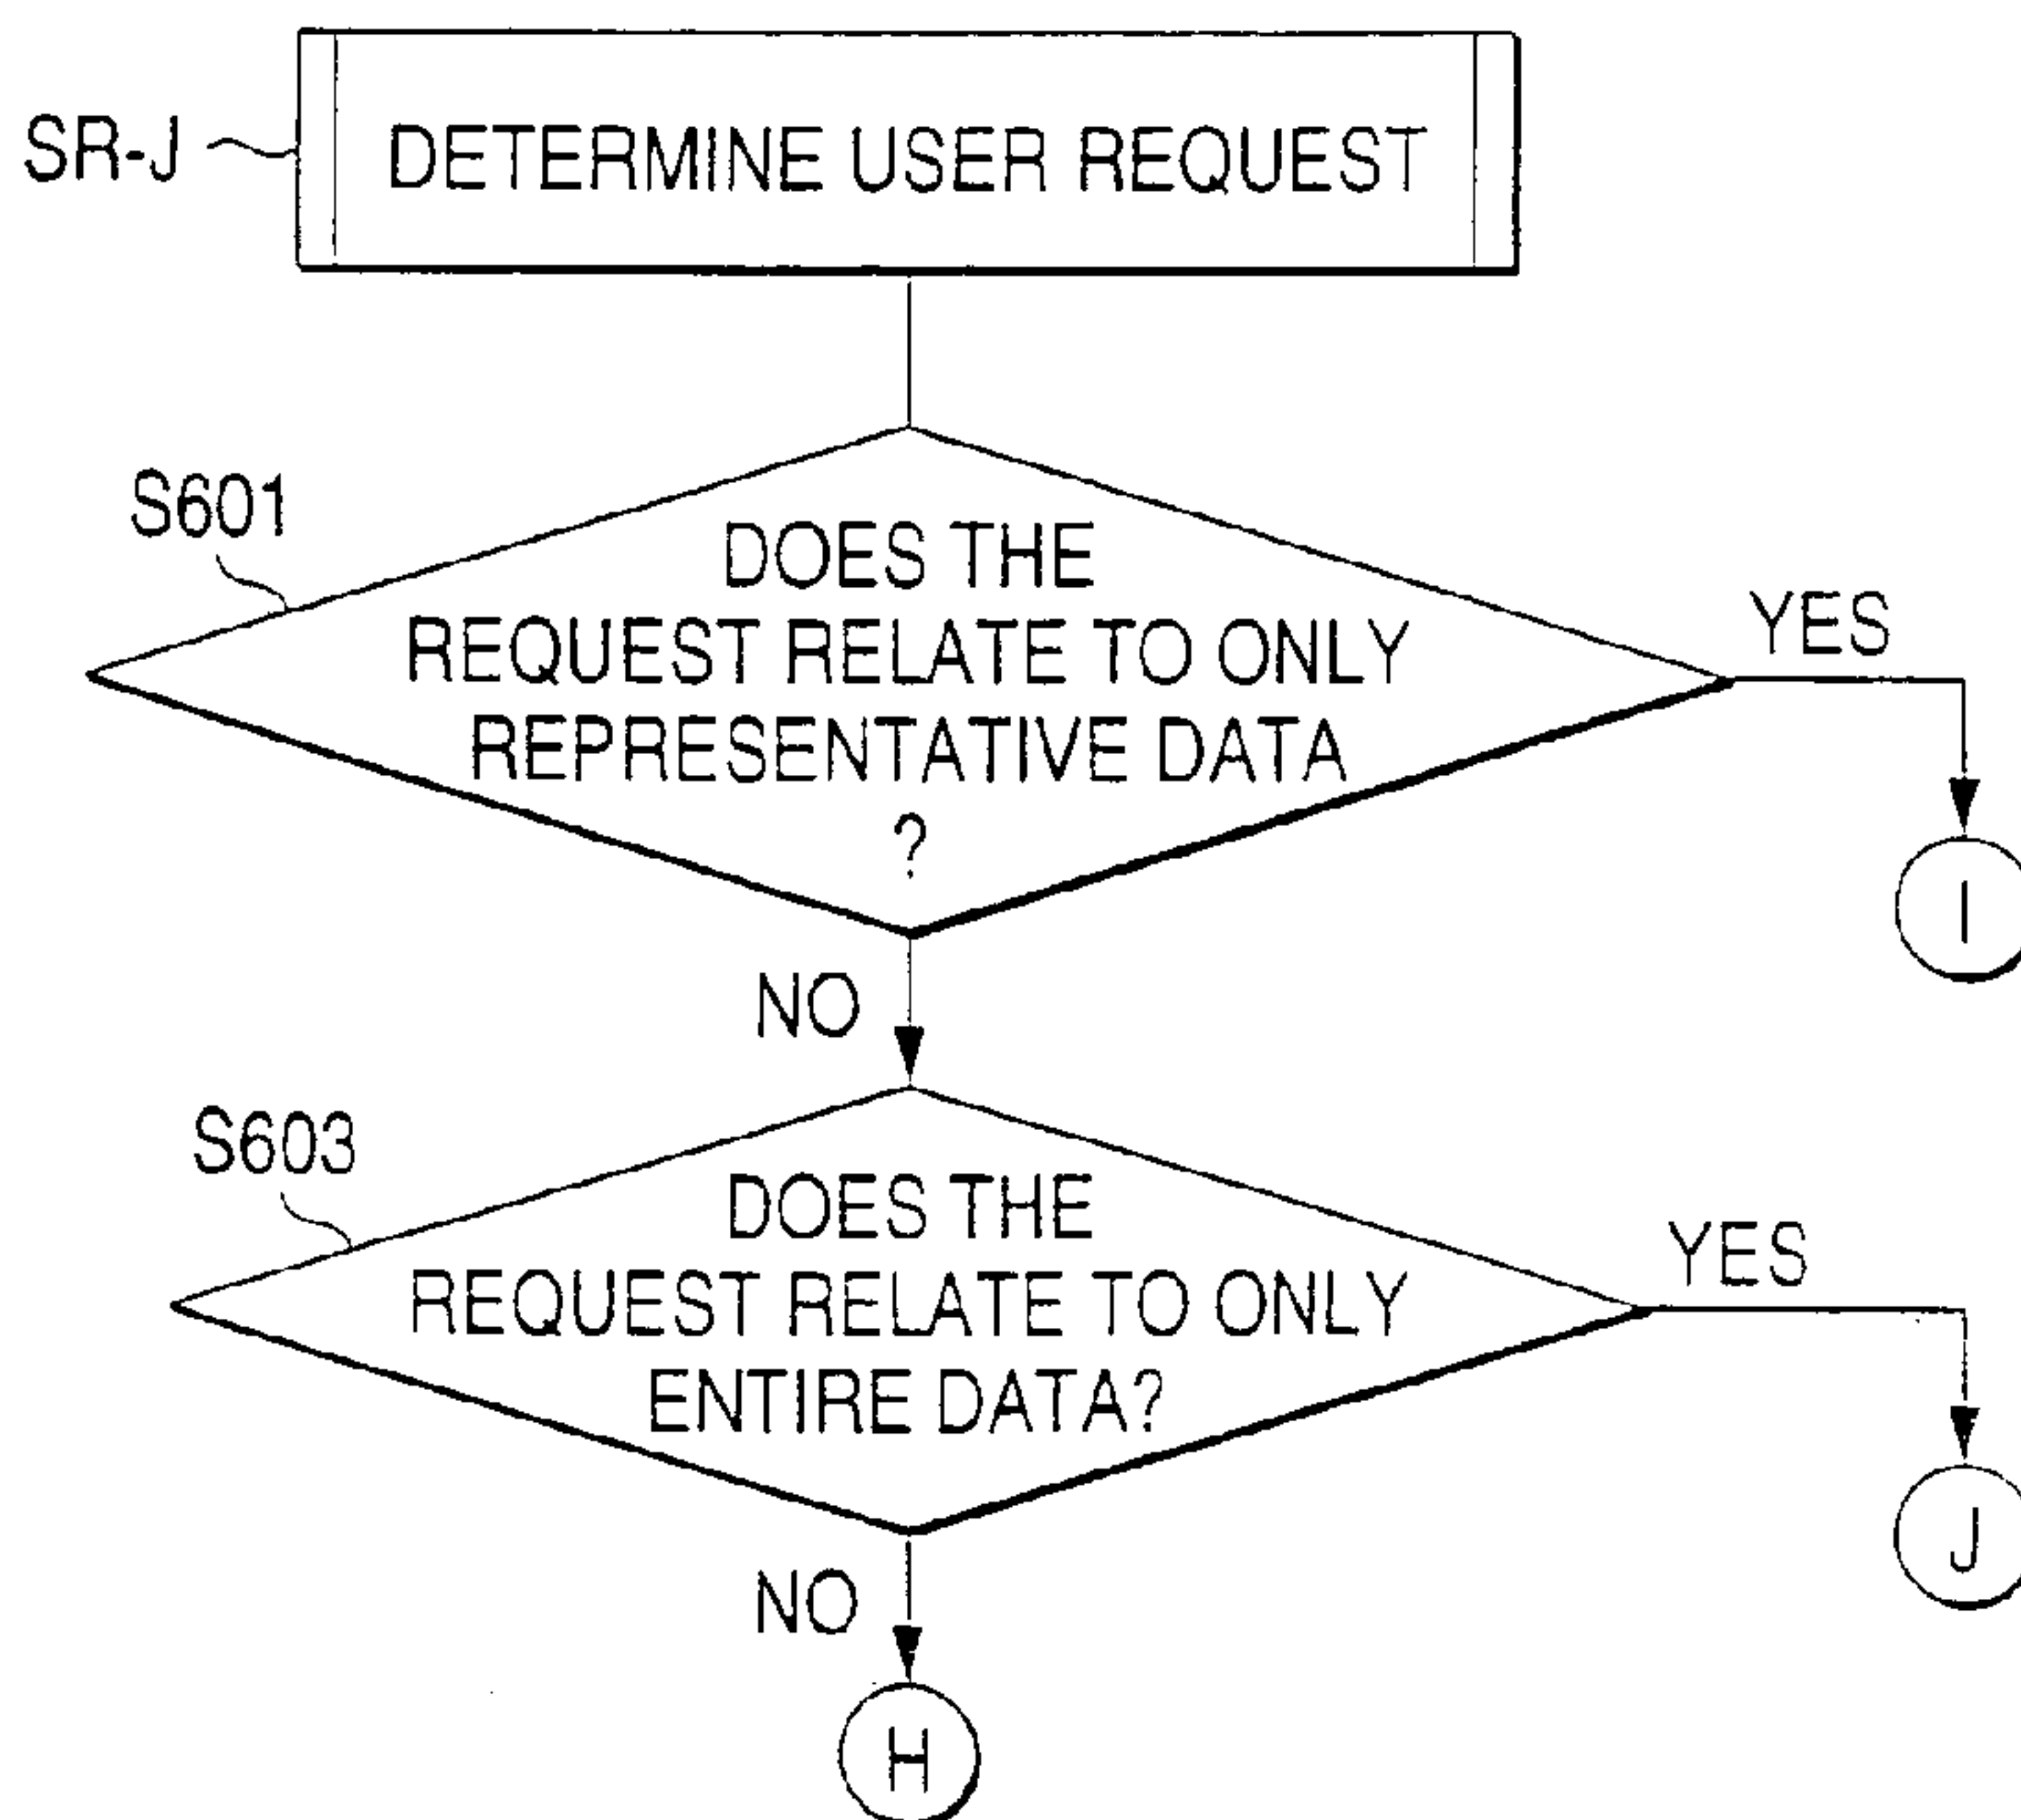 SR-J
DETERMINE USER REQUEST
S601
DOES THE
REQUEST RELATE TO ONLY
REPRESENTATIVE DATA
?
YES
I
NO
S603
DOES THE
REQUEST RELATE TO ONLY
ENTIRE DATA?
YES
J
NO
H